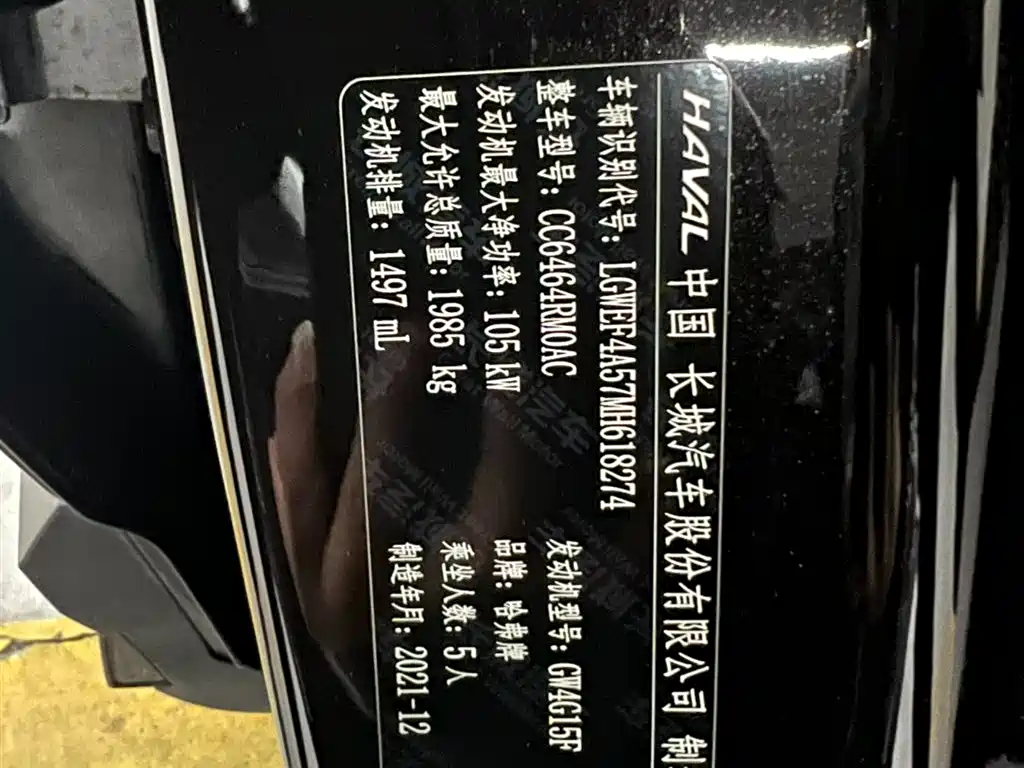 HAVAL 中国 长城汽车股份有限公司 制
车辆识别代号：LGWEF4A57MH618274
整车型号：CC6464RM0AC 发动机型号：GW4G15F
发动机最大净功率：105 kW 品牌：哈弗牌
最大允许总质量：1985 kg 乘坐人数：5人
发动机排量：1497 mL 制造年月：2021-12